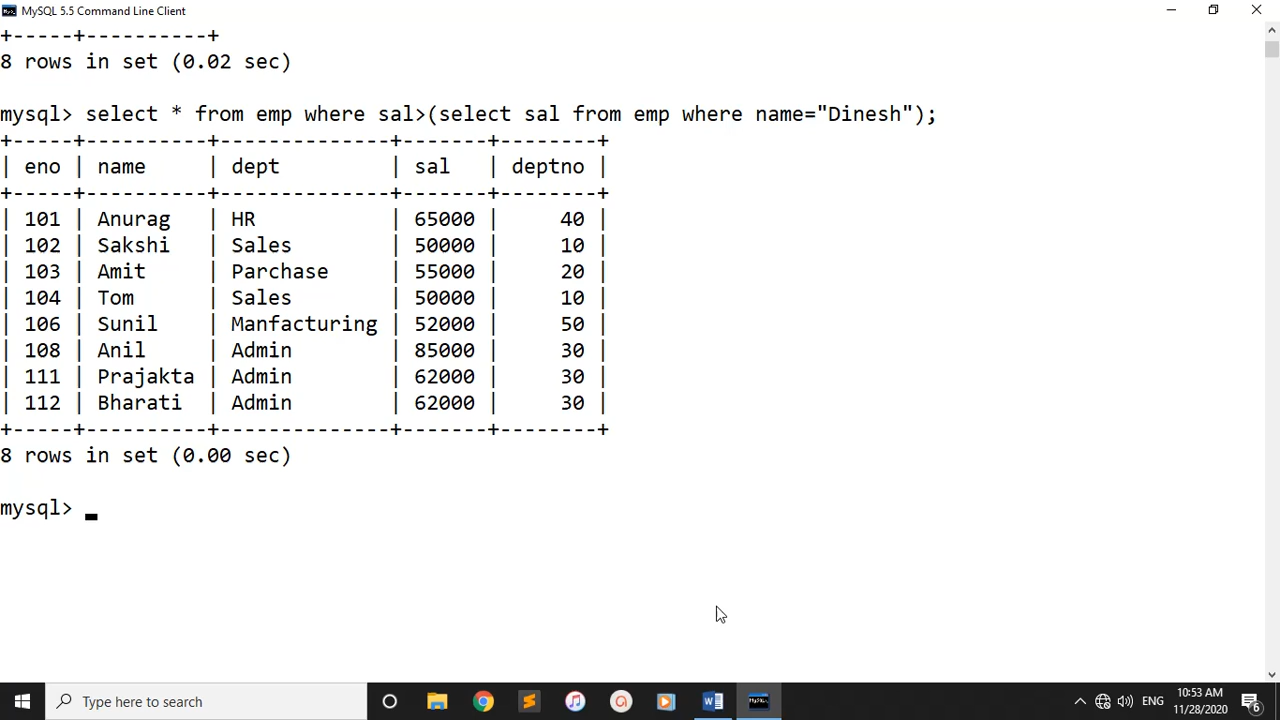 MySQL 5.5 Command Line Client
+-----+----------+
8 rows in set (0.02 sec)
mysql> select * from emp where sal>(select sal from emp where name="Dinesh");
+-----+----------+--------------+-------+--------+
| eno | name     | dept         | sal   | deptno |
+-----+----------+--------------+-------+--------+
| 101 | Anurag   | HR           | 65000 |     40 |
| 102 | Sakshi   | Sales        | 50000 |     10 |
| 103 | Amit     | Parchase     | 55000 |     20 |
| 104 | Tom      | Sales        | 50000 |     10 |
| 106 | Sunil    | Manfacturing | 52000 |     50 |
| 108 | Anil     | Admin        | 85000 |     30 |
| 111 | Prajakta | Admin        | 62000 |     30 |
| 112 | Bharati  | Admin        | 62000 |     30 |
+-----+----------+--------------+-------+--------+
8 rows in set (0.00 sec)
mysql> _
Type here to search
ENG
10:53 AM
11/28/2020
6